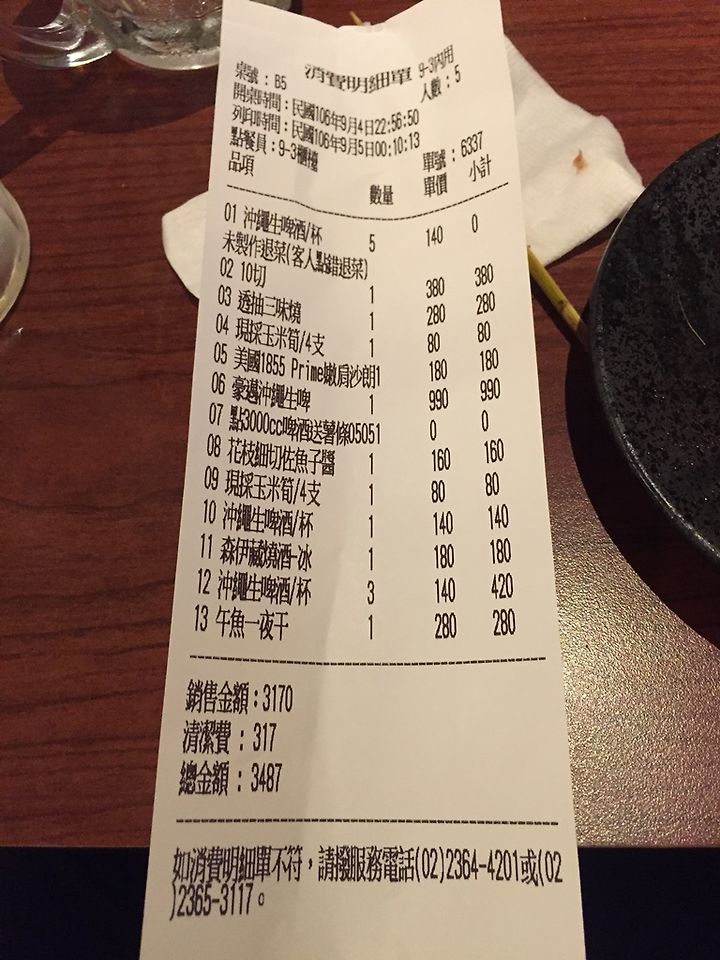 消費明細單 9-3內用
桌號：B5 人數：5
開桌時間：民國106年9月4日22:56:50
列印時間：民國106年9月5日00:10:13
點餐員：9-3櫃檯 單號：6337
品項 數量 單價 小計
01 沖繩生啤酒/杯 5 140 0
未製作退菜(客人點錯退菜)
02 10切 1 380 380
03 透抽三味燒 1 280 280
04 現採玉米筍/4支 1 80 80
05 美國1855 Prime嫩肩沙朗1 180 180
06 豪邁沖繩生啤 1 990 990
07 點3000cc啤酒送薯條05051 0 0
08 花枝細切佐魚子醬 1 160 160
09 現採玉米筍/4支 1 80 80
10 沖繩生啤酒/杯 1 140 140
11 森伊藏燒酒-冰 1 180 180
12 沖繩生啤酒/杯 3 140 420
13 午魚一夜干 1 280 280
銷售金額：3170
清潔費：317
總金額：3487
如消費明細單不符，請撥服務電話(02)2364-4201或(02
)2365-3117。